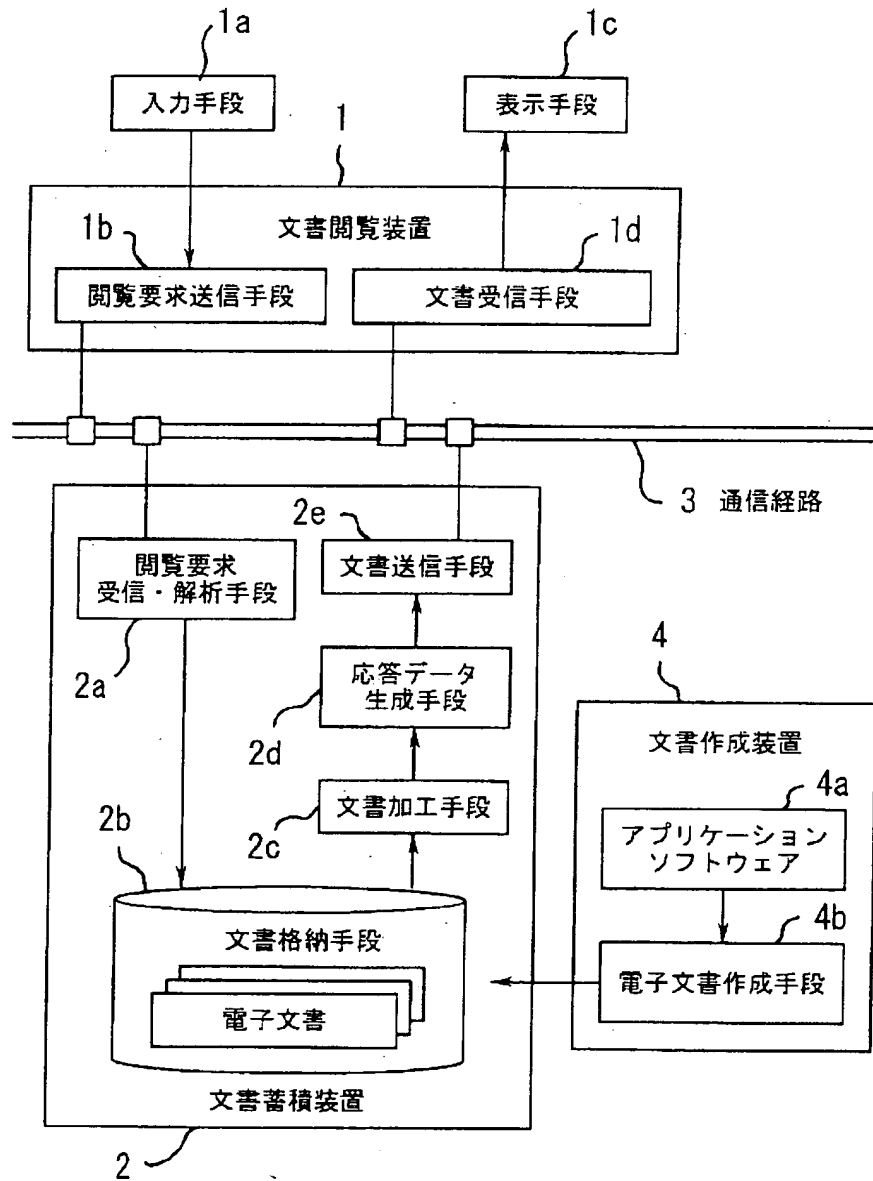 1a
1c
入力手段
表示手段
1
文書閲覧装置
1b
1d
閲覧要求送信手段
文書受信手段
3 通信経路
2e
閲覧要求
受信・解析手段
文書送信手段
2a
応答データ
生成手段
2d
4
文書作成装置
4a
アプリケーション
ソフトウェア
文書加工手段
2c
2b
4b
文書格納手段
電子文書作成手段
電子文書
文書蓄積装置
2